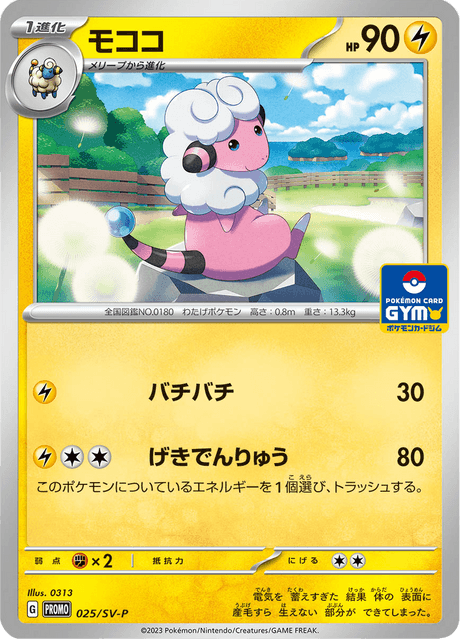 1進化
モココ
HP 90
メリープから進化
全国図鑑NO.0180 わたげポケモン 高さ:0.8m 重さ:13.3kg
POKÉMON CARD
GYM
ポケモンカードジム
バチバチ 30
げきでんりゅう 80
このポケモンについているエネルギーを1個選び、トラッシュする。
弱点 ×2 抵抗力 にげる
Illus. 0313
G PROMO 025/SV-P
電気を 蓄えすぎた 結果 体の 表面に
産毛すら 生えない 部分が できてしまった。
©2023 Pokémon/Nintendo/Creatures/GAME FREAK.